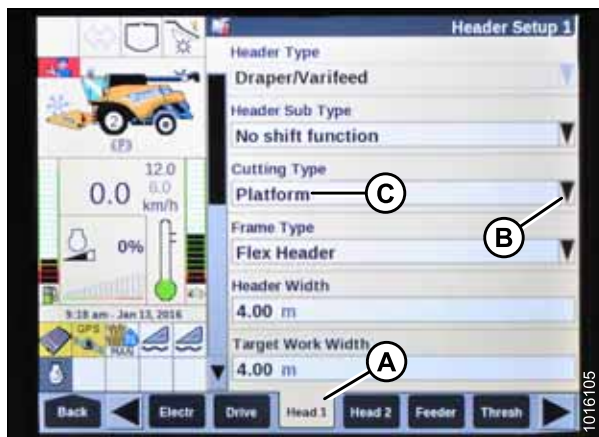 Header Setup 1
Header Type
Draper/Varifeed
Header Sub Type
No shift function
Cutting Type
Platform
C
B
Frame Type
Flex Header
Header Width
4.00 m
Target Work Width
4.00 m
A
2
(P)
12.0
0.0
6.0
km/h
0%
9:18 am - Jan 13, 2016
GPS
MAN
Back
Electr
Drive
Head 1
Head 2
Feeder
Thresh
1016105